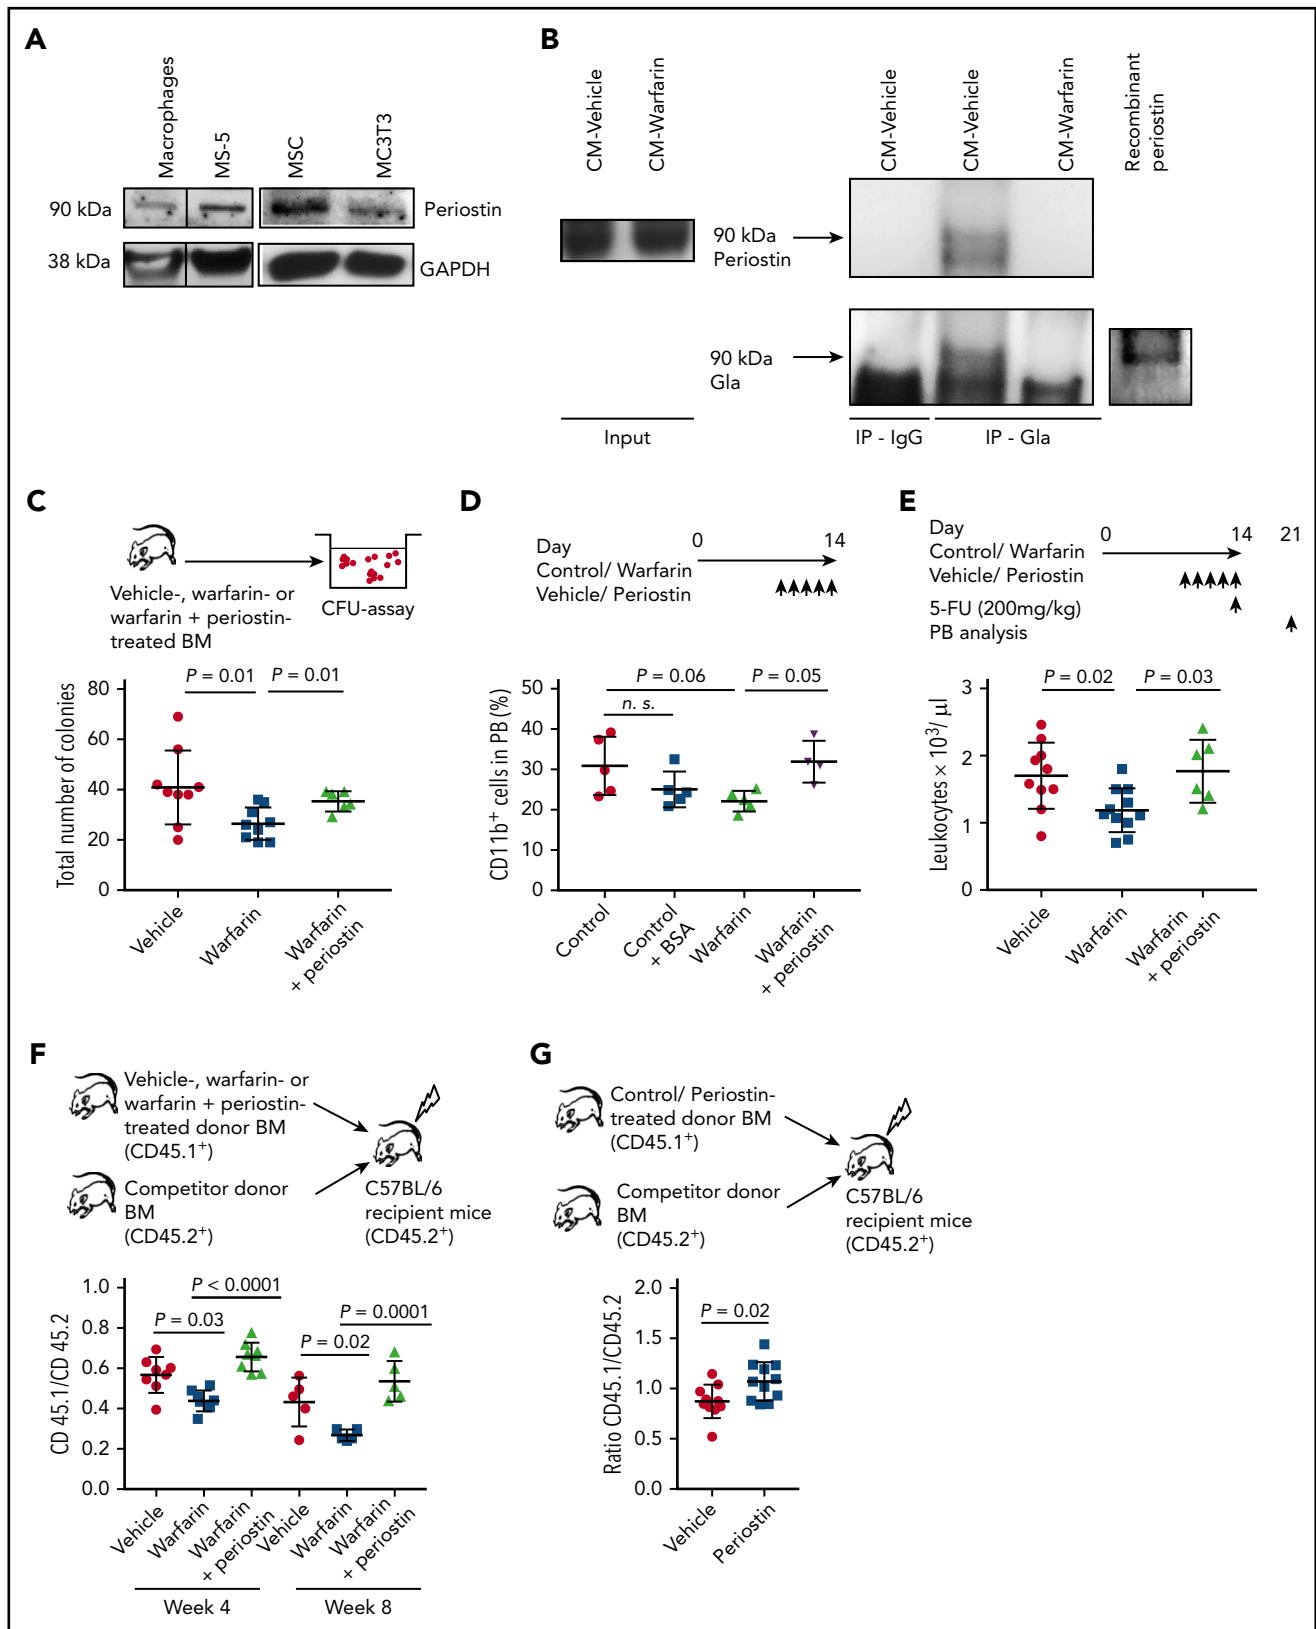 A
Macrophages
MS-5
MSC
MC3T3
90 kDa
Periostin
38 kDa
GAPDH
B
CM-Vehicle
CM-Warfarin
CM-Vehicle
CM-Vehicle
CM-Warfarin
Recombinant
periostin
90 kDa
Periostin
90 kDa
Gla
Input
IP - IgG
IP - Gla
C
Vehicle-, warfarin- or
warfarin + periostin-
treated BM
CFU-assay
P = 0.01
P = 0.01
Total number of colonies
80
60
40
20
0
Vehicle
Warfarin
Warfarin
+ periostin
D
Day
0
14
Control/ Warfarin
Vehicle/ Periostin
P = 0.06
P = 0.05
n. s.
CD11b+ cells in PB (%)
50
40
30
20
10
0
Control
Control
+ BSA
Warfarin
Warfarin
+ periostin
E
Day
0
14
21
Control/ Warfarin
Vehicle/ Periostin
5-FU (200mg/kg)
PB analysis
P = 0.02
P = 0.03
Leukocytes × 10³/ µl
3
2
1
0
Vehicle
Warfarin
Warfarin
+ periostin
F
Vehicle-, warfarin- or
warfarin + periostin-
treated donor BM
(CD45.1+)
Competitor donor
BM
(CD45.2+)
C57BL/6
recipient mice
(CD45.2+)
P < 0.0001
P = 0.03
P = 0.0001
P = 0.02
CD 45.1/CD 45.2
1.0
0.8
0.6
0.4
0.2
0.0
Vehicle
Warfarin
Warfarin
+ periostin
Vehicle
Warfarin
Warfarin
+ periostin
Week 4
Week 8
G
Control/ Periostin-
treated donor BM
(CD45.1+)
Competitor donor
BM
(CD45.2+)
C57BL/6
recipient mice
(CD45.2+)
P = 0.02
Ratio CD45.1/CD45.2
2.0
1.5
1.0
0.5
0.0
Vehicle
Periostin